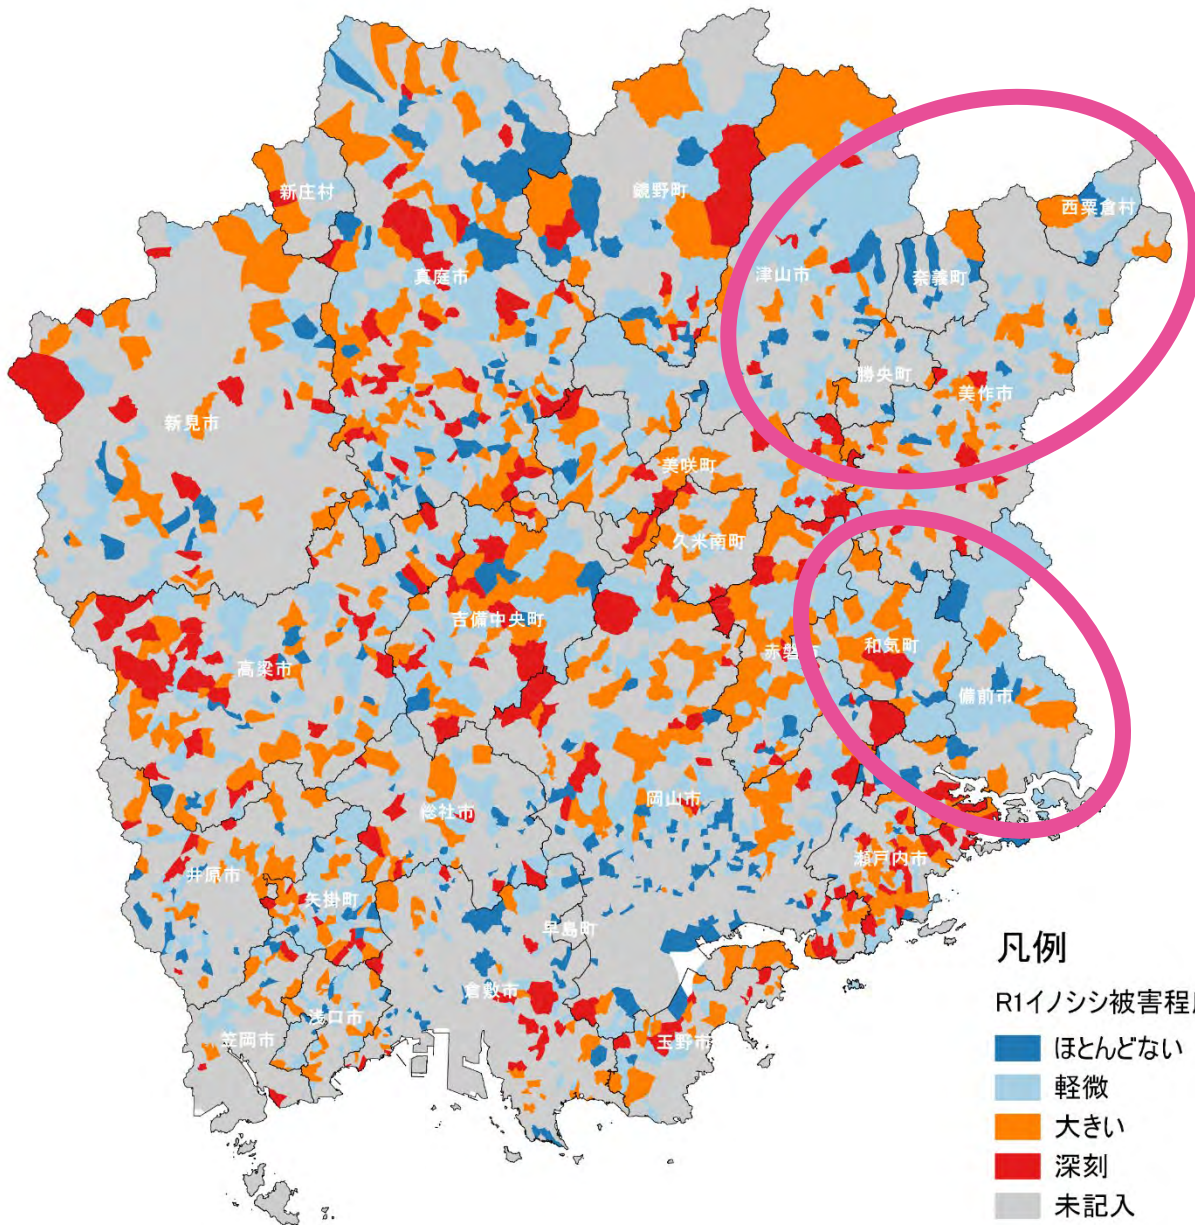 新庄村
鏡野町
西粟倉村
真庭市
津山市
奈義町
勝央町
美作市
新見市
美咲町
久米南町
吉備中央町
和気町
赤磐市
高梁市
備前市
岡山市
総社市
瀬戸内市
井原市
矢掛町
早島町
倉敷市
浅口市
笠岡市
玉野市
凡例
R1イノシシ被害程度
ほとんどない
軽微
大きい
深刻
未記入